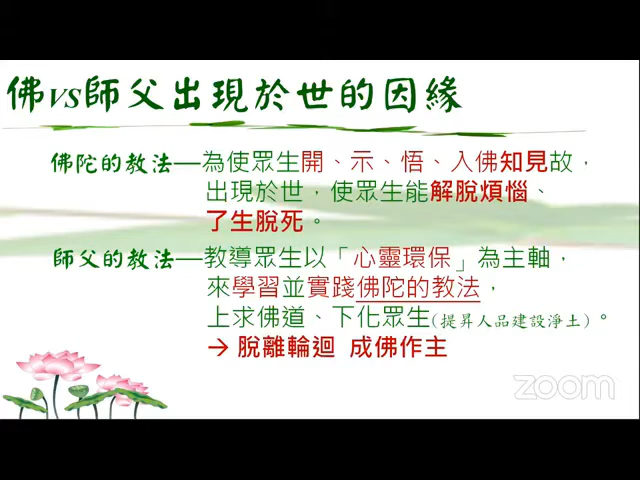 佛vs師父出現於世的因緣
佛陀的教法—為使眾生開、示、悟、入佛知見故，
出現於世，使眾生能解脫煩惱、
了生脫死。
師父的教法—教導眾生以「心靈環保」為主軸，
來學習並實踐佛陀的教法，
上求佛道、下化眾生(提昇人品建設淨土)。
→ 脫離輪迴 成佛作主
zoom